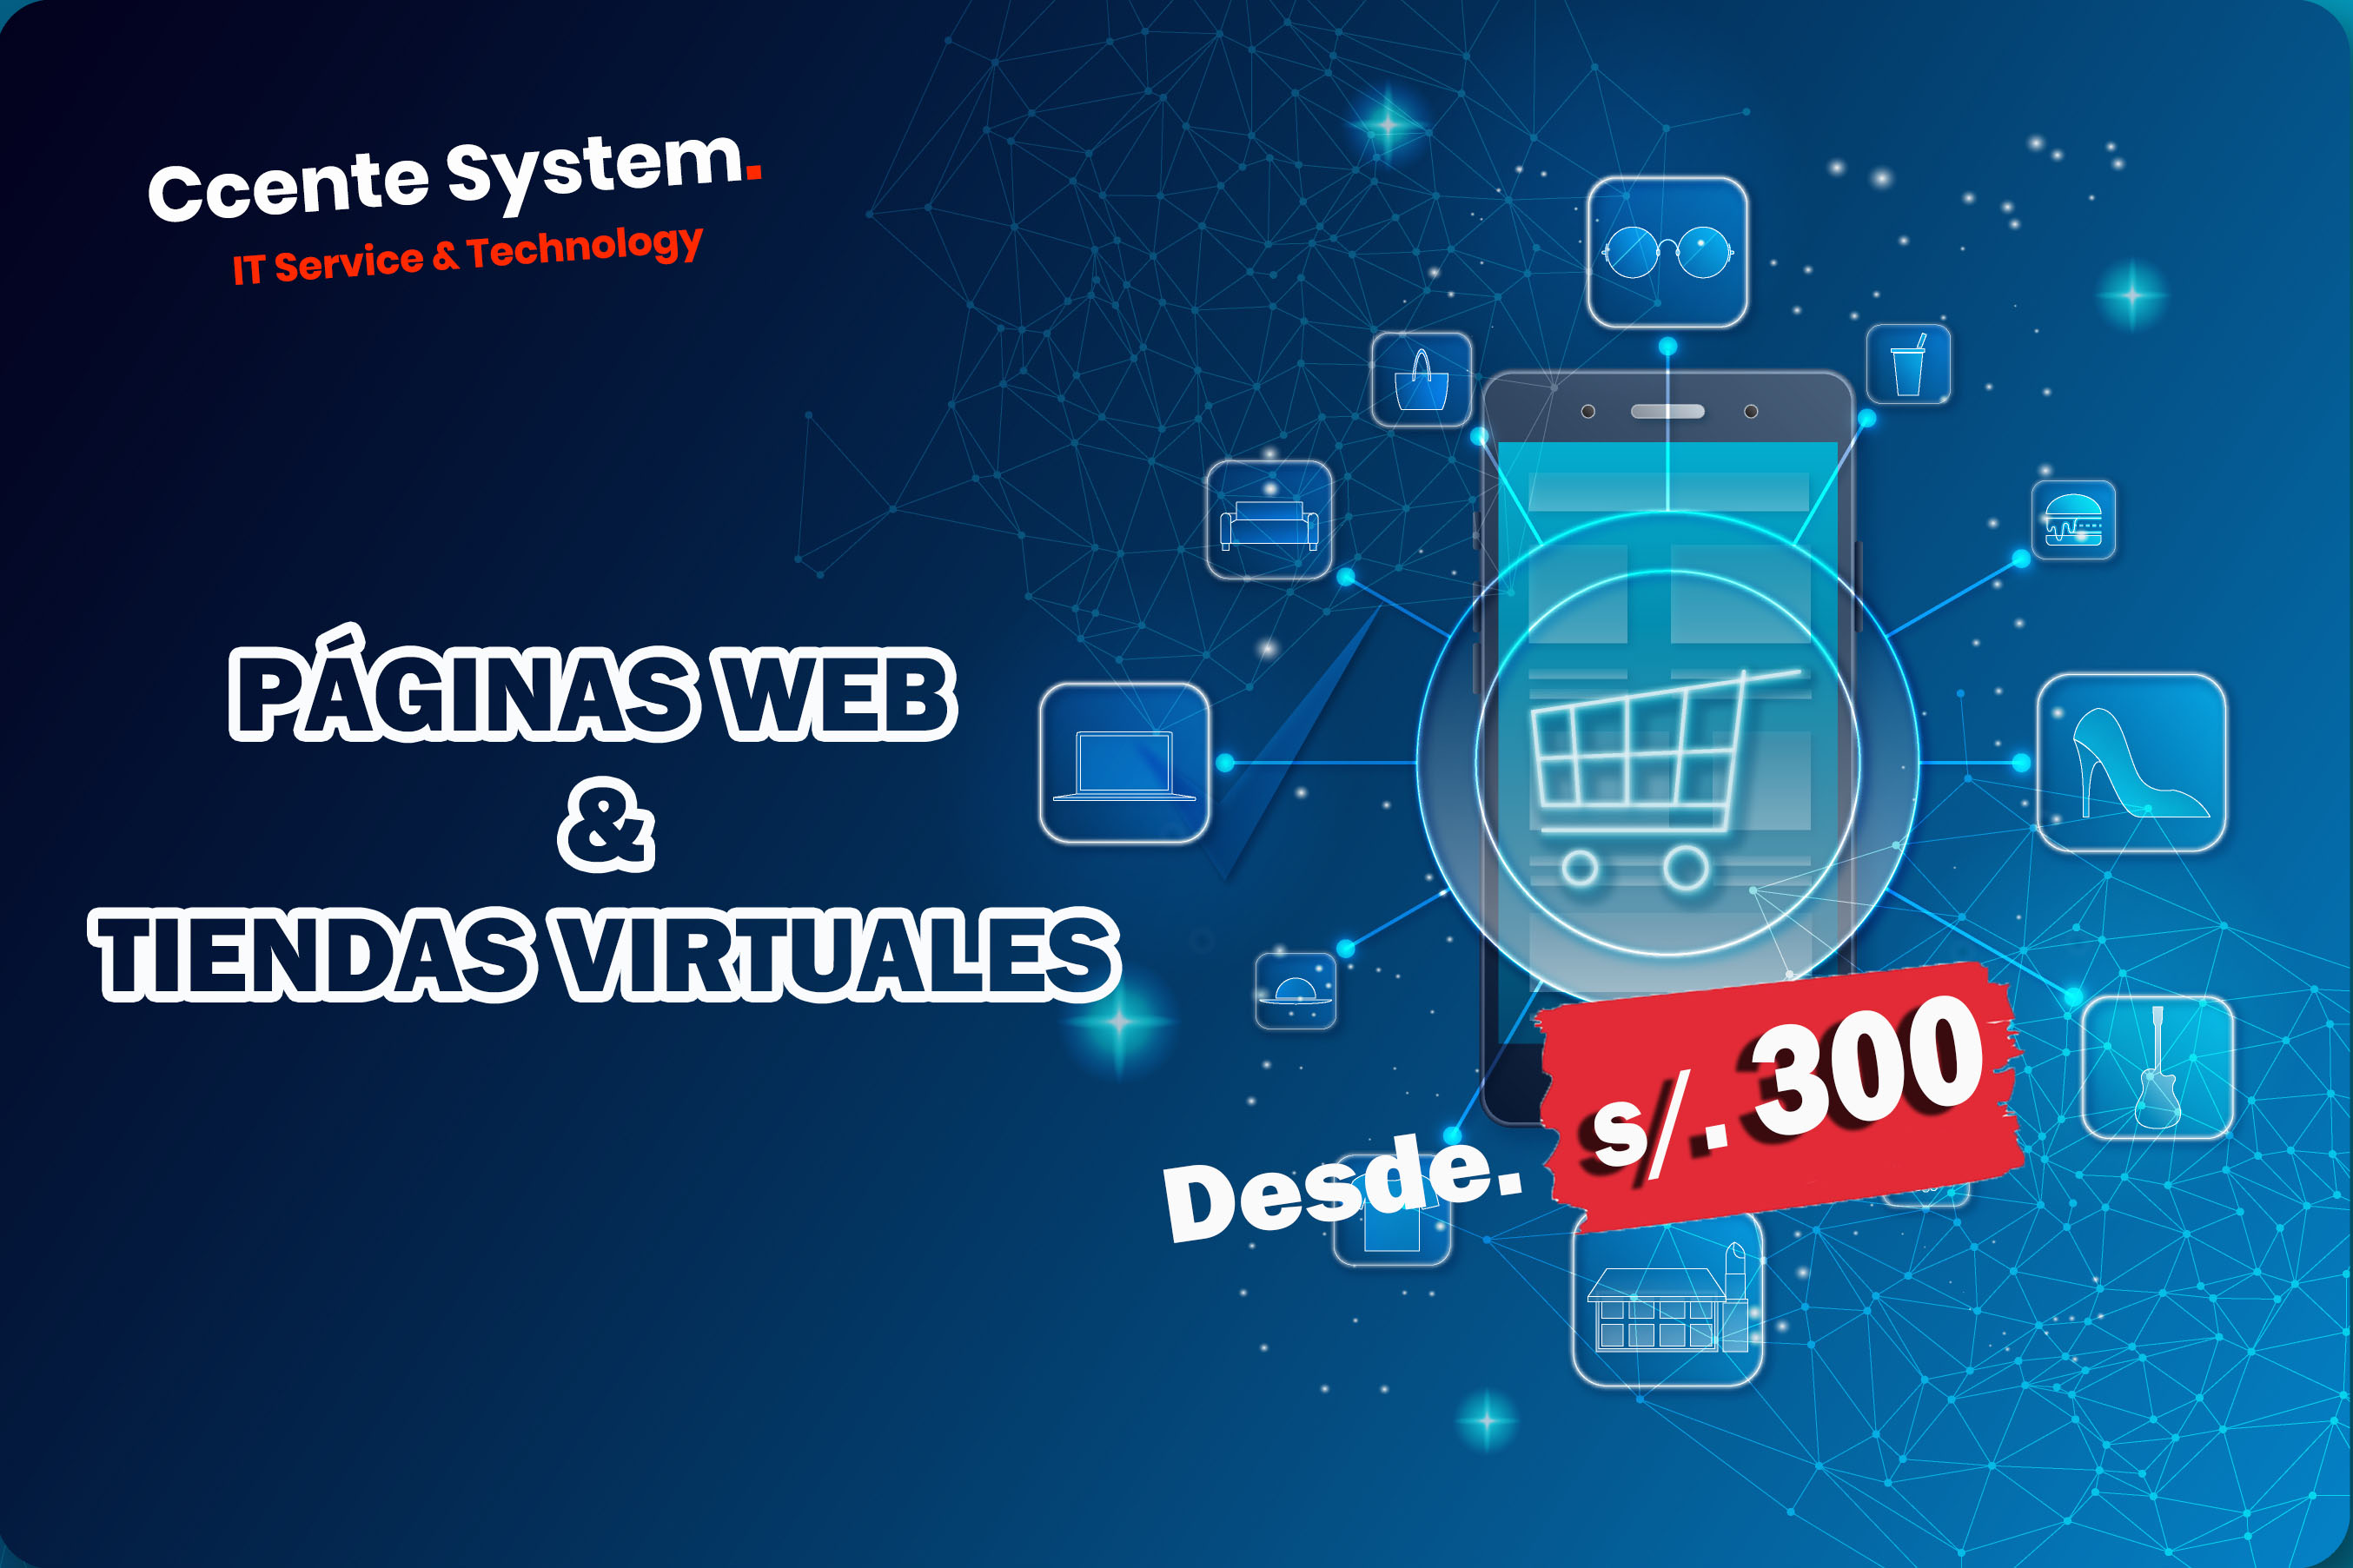 Ccente System.
IT Service & Technology
PÁGINAS WEB
&
TIENDAS VIRTUALES
Desde. s/. 300